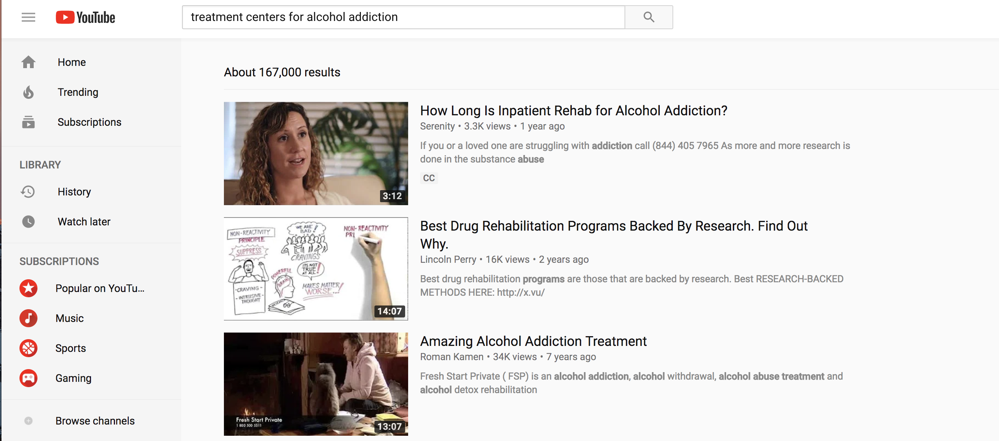 YouTube
treatment centers for alcohol addiction
Home
Trending
Subscriptions
LIBRARY
History
Watch later
SUBSCRIPTIONS
Popular on YouTu...
Music
Sports
Gaming
Browse channels
About 167,000 results
3:12
How Long Is Inpatient Rehab for Alcohol Addiction?
Serenity • 3.3K views • 1 year ago
If you or a loved one are struggling with addiction call (844) 405 7965 As more and more research is
done in the substance abuse
CC
NON-REACTIVITY
PRINCIPLE
SUPPRESS
WE ARE
BAD!
CRAVINGS
NON-REACTIVITY
PRI
POWERFUL
BRAIN
ITS NOT
TRUE!
AT ALL!
MAKES MATTER
WORSE...!
-CRAVING-
-INTRUSIVE-
THOUGHT
14:07
Best Drug Rehabilitation Programs Backed By Research. Find Out
Why.
Lincoln Perry • 16K views • 2 years ago
Best drug rehabilitation programs are those that are backed by research. Best RESEARCH-BACKED
METHODS HERE: http://x.vu/
Fresh Start Private
1 800 500 5511
13:07
Amazing Alcohol Addiction Treatment
Roman Kamen • 34K views • 7 years ago
Fresh Start Private ( FSP) is an alcohol addiction, alcohol withdrawal, alcohol abuse treatment and
alcohol detox rehabilitation